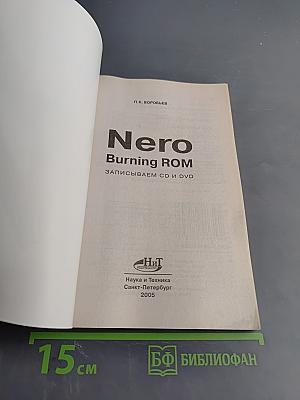 П.К. ВОРОБЬЕВ
Nero
Burning ROM
ЗАПИСЫВАЕМ CD И DVD
НиТ
Наука и Техника
Санкт-Петербург
2005
15 см
БФ БИБЛИОФАН